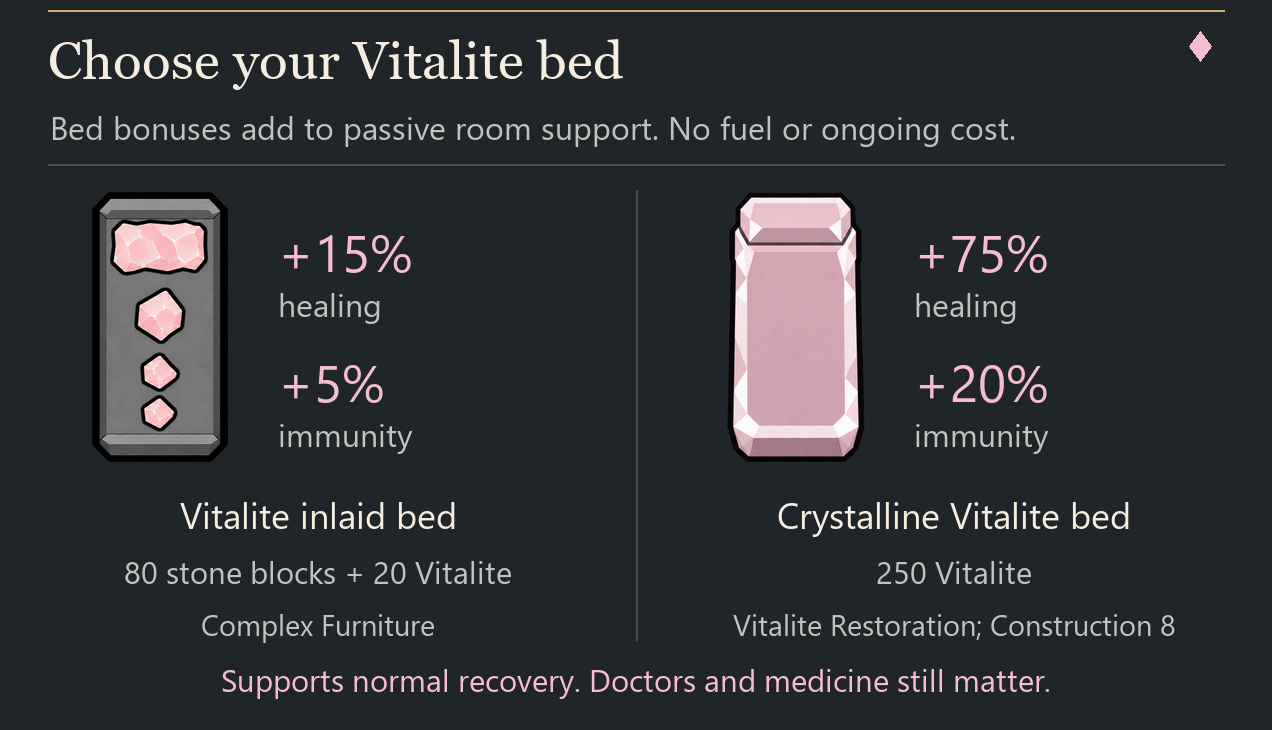 Choose your Vitalite bed
Bed bonuses add to passive room support. No fuel or ongoing cost.
+15%
healing
+5%
immunity
Vitalite inlaid bed
80 stone blocks + 20 Vitalite
Complex Furniture
+75%
healing
+20%
immunity
Crystalline Vitalite bed
250 Vitalite
Vitalite Restoration; Construction 8
Supports normal recovery. Doctors and medicine still matter.